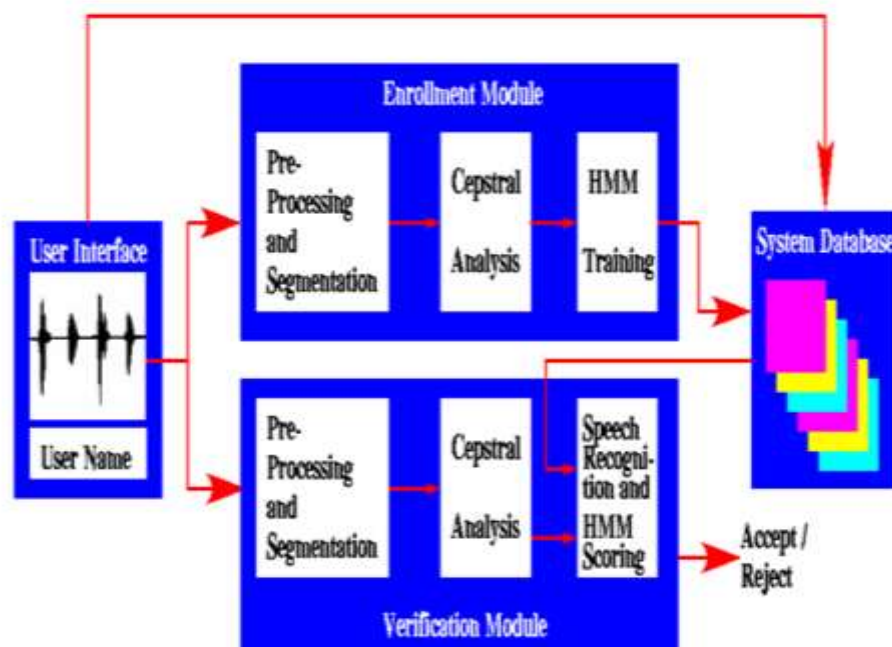 Enrollment Module
Pre-
Processing
and
Segmentation
Cepstral
Analysis
HMM
Training
User Interface
User Name
System Database
Pre-
Processing
and
Segmentation
Cepstral
Analysis
Speech
Recogni-
tion and
HMM
Scoring
Verification Module
Accept /
Reject